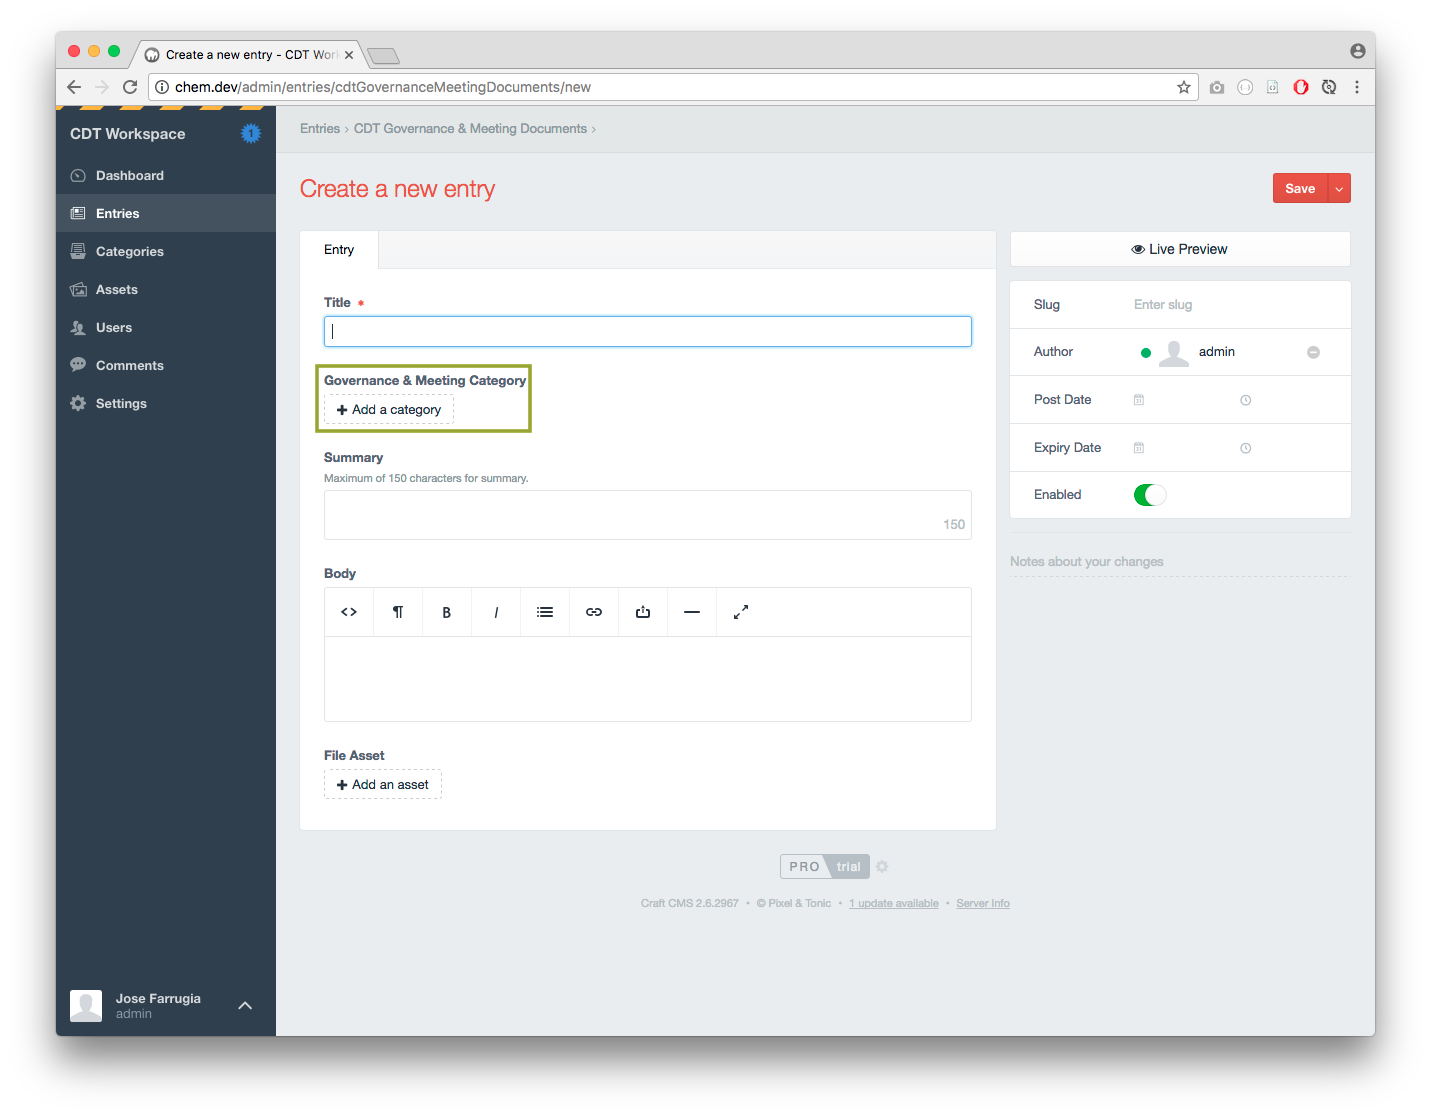 Create a new entry - CDT Wor
chem.dev/admin/entries/cdtGovernanceMeetingDocuments/new
CDT Workspace
1
Dashboard
Entries
Categories
Assets
Users
Comments
Settings
Jose Farrugia
admin
Entries › CDT Governance & Meeting Documents ›
Create a new entry
Save
Entry
Title *
Governance & Meeting Category
+ Add a category
Summary
Maximum of 150 characters for summary.
150
Body
<> ¶ B I
File Asset
+ Add an asset
Live Preview
Slug Enter slug
Author admin
Post Date
Expiry Date
Enabled
Notes about your changes
PRO trial
Craft CMS 2.6.2967 • © Pixel & Tonic • 1 update available • Server Info